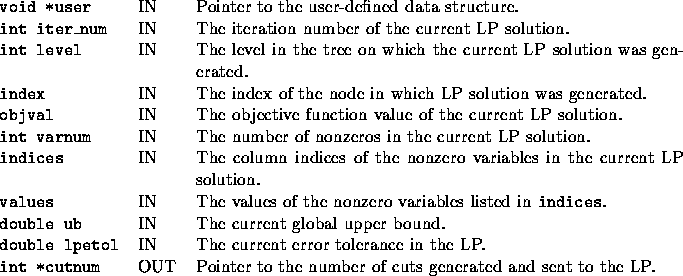 void *user IN Pointer to the user-defined data structure.
int iter_num IN The iteration number of the current LP solution.
int level IN The level in the tree on which the current LP solution was gen-
erated.
index IN The index of the node in which LP solution was generated.
objval IN The objective function value of the current LP solution.
int varnum IN The number of nonzeros in the current LP solution.
indices IN The column indices of the nonzero variables in the current LP
solution.
values IN The values of the nonzero variables listed in indices.
double ub IN The current global upper bound.
double lpetol IN The current error tolerance in the LP.
int *cutnum OUT Pointer to the number of cuts generated and sent to the LP.